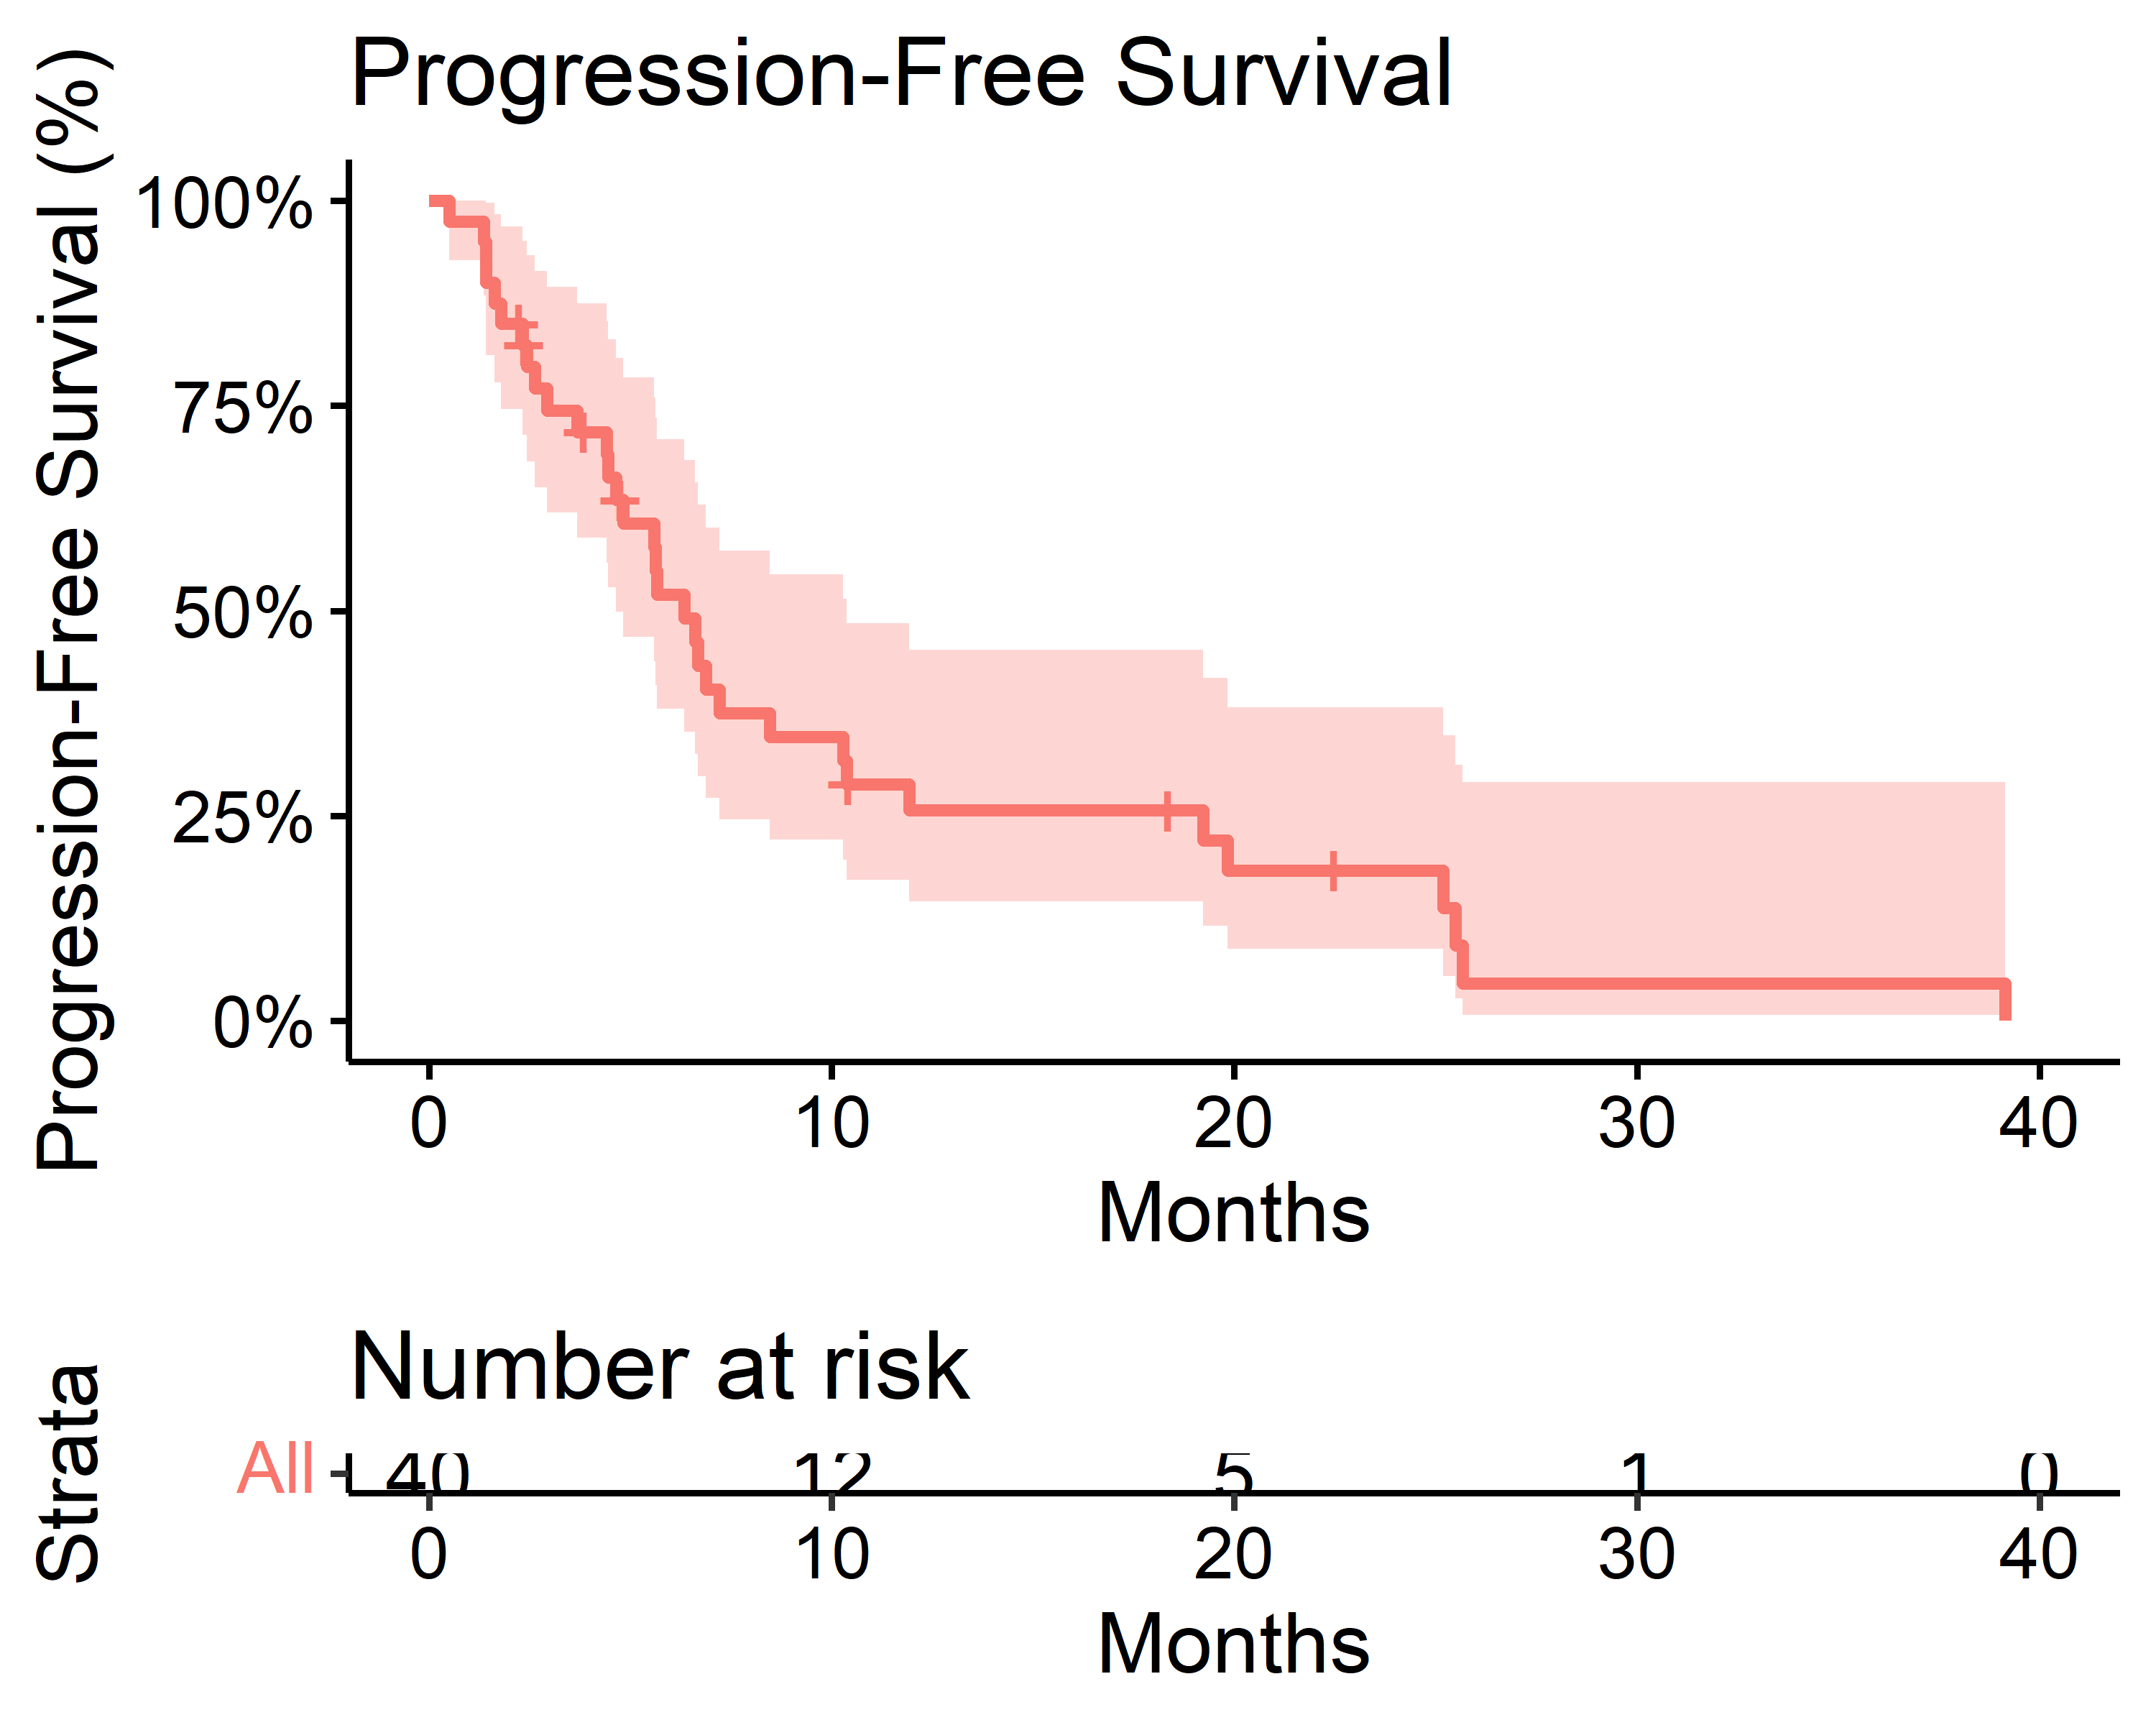 Progression-Free Survival
Progression-Free Survival (%)
100%
75%
50%
25%
0%
0 10 20 30 40
Months
Number at risk
Strata
All 40 12 5 1 0
0 10 20 30 40
Months